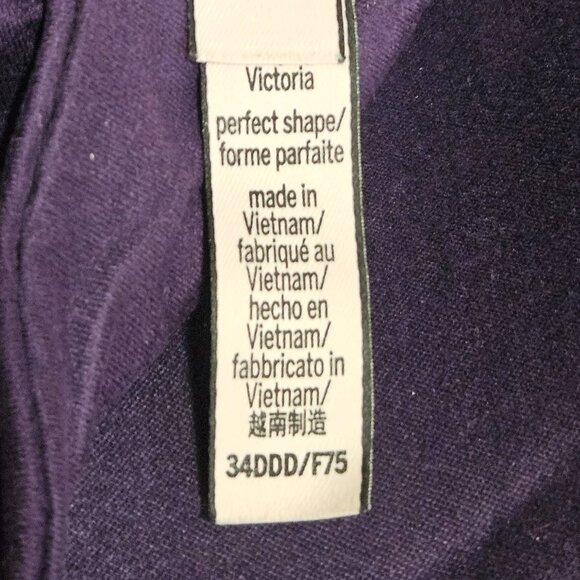 Victoria
perfect shape/
forme parfaite
made in
Vietnam/
fabriqué au
Vietnam/
hecho en
Vietnam/
fabbricato in
Vietnam/
越南制造
34DDD/F75